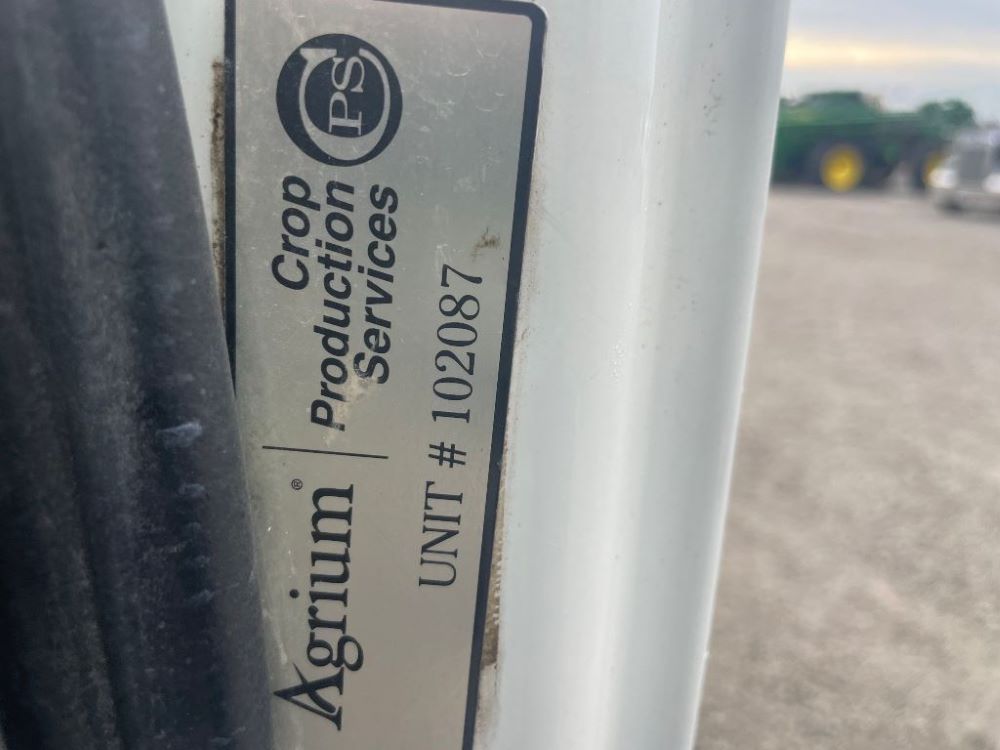 Agrium®
Crop
Production
Services
CPS
UNIT # 102087